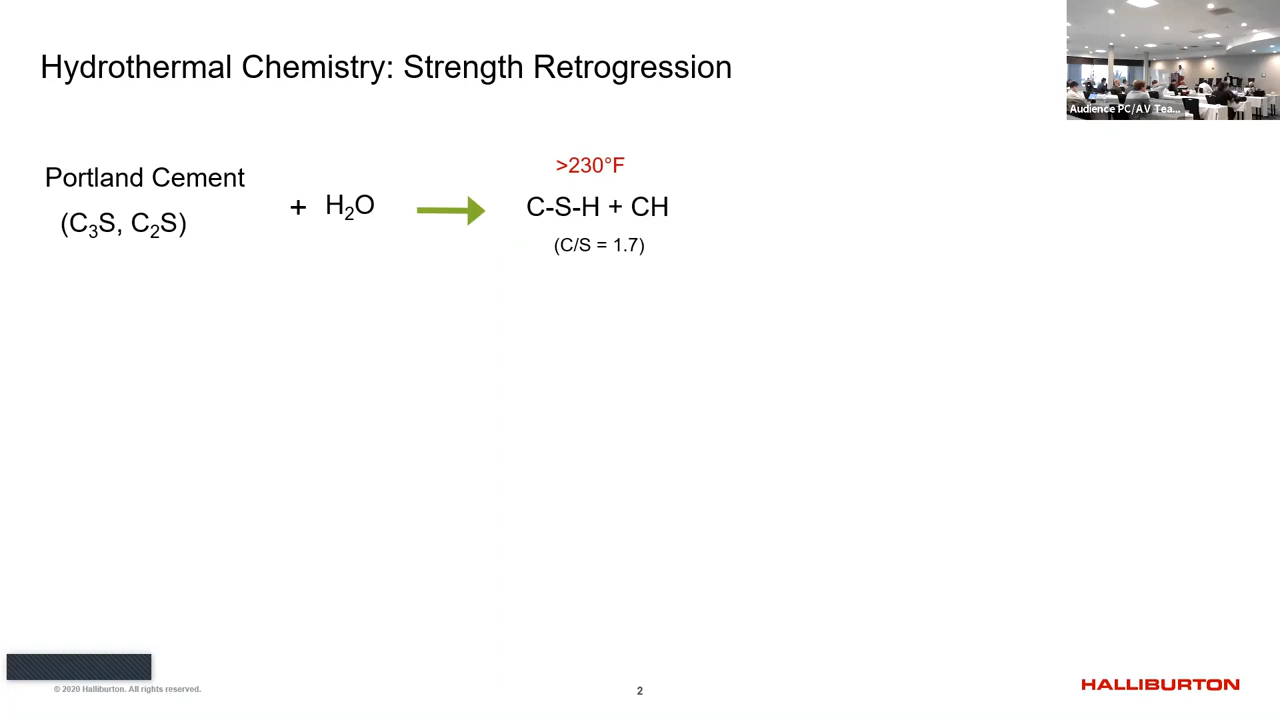 Hydrothermal Chemistry: Strength Retrogression
Audience PC/AV Tea...
Portland Cement
(C₃S, C₂S)
+ H₂O
>230°F
C-S-H + CH
(C/S = 1.7)
© 2020 Halliburton. All rights reserved.
2
HALLIBURTON